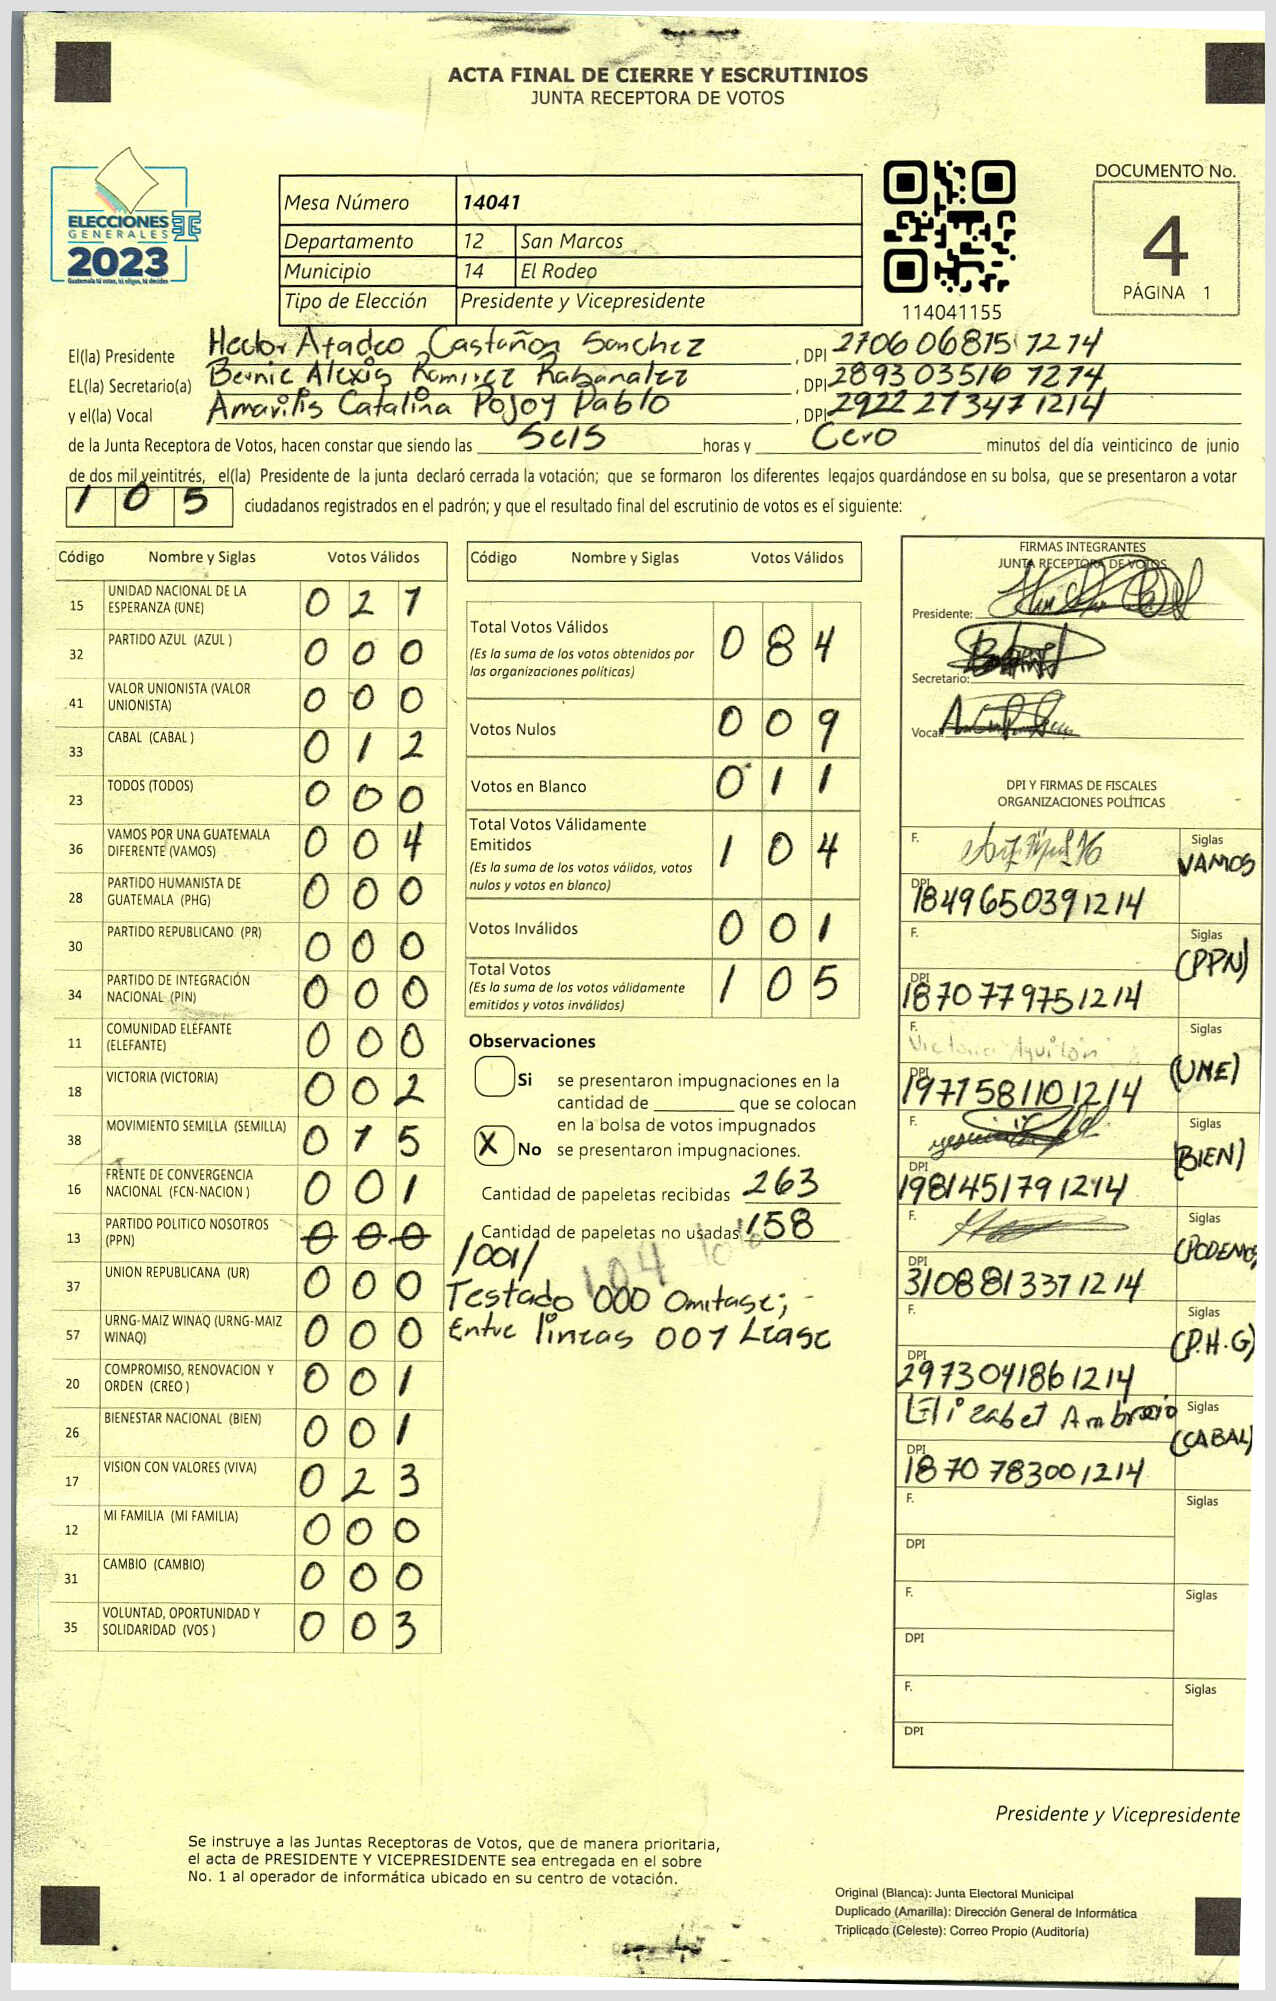 ACTA FINAL DE CIERRE Y ESCRUTINIOS
JUNTA RECEPTORA DE VOTOS
ELECCIONES
GENERALES
2023
Guatemala tú votas, tú eliges, tú decides
Mesa Número 14041
Departamento 12 San Marcos
Municipio 14 El Rodeo
Tipo de Elección Presidente y Vicepresidente
114041155
DOCUMENTO No.
4
PÁGINA 1
El(la) Presidente Hector Atadeo Castañon Sanchez, DPI 2706 06815 1214
EL(la) Secretario(a) Bernie Alexis Ramirez Rabanalez, DPI 2893 03516 1214
y el(la) Vocal Amarilis Catalina Pojoy Pablo, DPI 2922 27347 1214
de la Junta Receptora de Votos, hacen constar que siendo las Seis horas y Cero minutos del día veinticinco de junio
de dos mil veintitrés, el(la) Presidente de la junta declaró cerrada la votación; que se formaron los diferentes legajos guardándose en su bolsa, que se presentaron a votar
105 ciudadanos registrados en el padrón; y que el resultado final del escrutinio de votos es el siguiente:
Código Nombre y Siglas Votos Válidos
15 UNIDAD NACIONAL DE LA ESPERANZA (UNE) 0 2 1
32 PARTIDO AZUL (AZUL ) 0 0 0
41 VALOR UNIONISTA (VALOR UNIONISTA) 0 0 0
33 CABAL (CABAL ) 0 1 2
23 TODOS (TODOS) 0 0 0
36 VAMOS POR UNA GUATEMALA DIFERENTE (VAMOS) 0 0 4
28 PARTIDO HUMANISTA DE GUATEMALA (PHG) 0 0 0
30 PARTIDO REPUBLICANO (PR) 0 0 0
34 PARTIDO DE INTEGRACIÓN NACIONAL (PIN) 0 0 0
11 COMUNIDAD ELEFANTE (ELEFANTE) 0 0 0
18 VICTORIA (VICTORIA) 0 0 2
38 MOVIMIENTO SEMILLA (SEMILLA) 0 1 5
16 FRENTE DE CONVERGENCIA NACIONAL (FCN-NACION ) 0 0 1
13 PARTIDO POLITICO NOSOTROS (PPN) 0 0 0 /001/
37 UNION REPUBLICANA (UR) 0 0 0
57 URNG-MAIZ WINAQ (URNG-MAIZ WINAQ) 0 0 0
20 COMPROMISO, RENOVACION Y ORDEN (CREO ) 0 0 1
26 BIENESTAR NACIONAL (BIEN) 0 0 1
17 VISION CON VALORES (VIVA) 0 2 3
12 MI FAMILIA (MI FAMILIA) 0 0 0
31 CAMBIO (CAMBIO) 0 0 0
35 VOLUNTAD, OPORTUNIDAD Y SOLIDARIDAD (VOS ) 0 0 3
Código Nombre y Siglas Votos Válidos
Total Votos Válidos 0 8 4
(Es la suma de los votos obtenidos por
las organizaciones políticas)
Votos Nulos 0 0 9
Votos en Blanco 0 1 1
Total Votos Válidamente
Emitidos 1 0 4
(Es la suma de los votos válidos, votos
nulos y votos en blanco)
Votos Inválidos 0 0 1
Total Votos 1 0 5
(Es la suma de los votos válidamente
emitidos y votos inválidos)
Observaciones
Si se presentaron impugnaciones en la
cantidad de ________ que se colocan
en la bolsa de votos impugnados
X No se presentaron impugnaciones.
Cantidad de papeletas recibidas 263
Cantidad de papeletas no usadas 158
104
Testado 000 Omitase;
Entre lineas 001 Lease
FIRMAS INTEGRANTES
JUNTA RECEPTORA DE VOTOS
Presidente:
Secretario:
Vocal:
DPI Y FIRMAS DE FISCALES
ORGANIZACIONES POLÍTICAS
F. Siglas VAMOS
DPI 1849650391214
F. Siglas (PPN)
DPI 1870779751214
F. Victoria Aguilón Siglas (UNE)
DPI 1977581101214
F. Siglas (BIEN)
DPI 1981451791214
F. Siglas (PODEMOS
DPI 3108813371214
F. Siglas (P.H.G)
DPI 2973041861214
Elizabet Ambrocio Siglas (CABAL)
DPI 1870783001214
F. Siglas
DPI
F. Siglas
DPI
F. Siglas
DPI
Presidente y Vicepresidente
Se instruye a las Juntas Receptoras de Votos, que de manera prioritaria,
el acta de PRESIDENTE Y VICEPRESIDENTE sea entregada en el sobre
No. 1 al operador de informática ubicado en su centro de votación.
Original (Blanca): Junta Electoral Municipal
Duplicado (Amarilla): Dirección General de Informática
Triplicado (Celeste): Correo Propio (Auditoría)